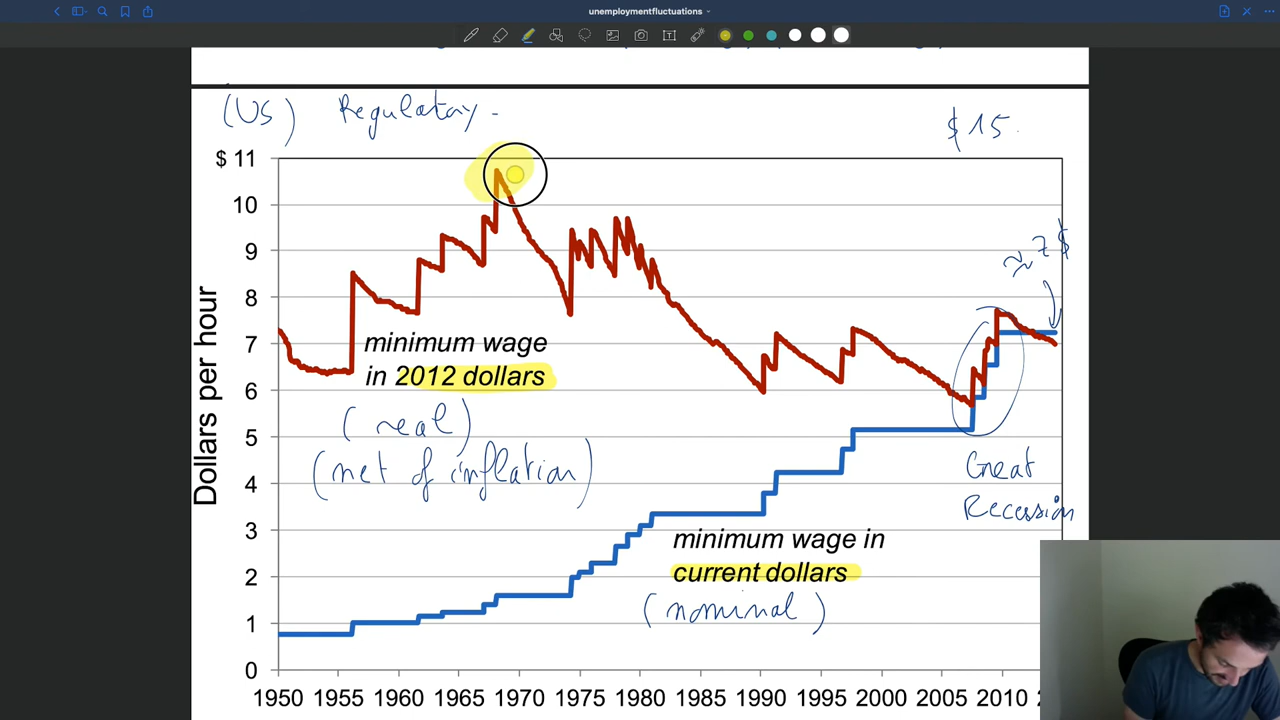 unemploymentfluctuations
(US) Regulatory -
$15.
$ 11
10
9
8
7
6
5
4
3
2
1
0
Dollars per hour
≈ 7 $
minimum wage
in 2012 dollars
(real)
(net of inflation)
Great
Recession
minimum wage in
current dollars
(nominal)
1950 1955 1960 1965 1970 1975 1980 1985 1990 1995 2000 2005 2010